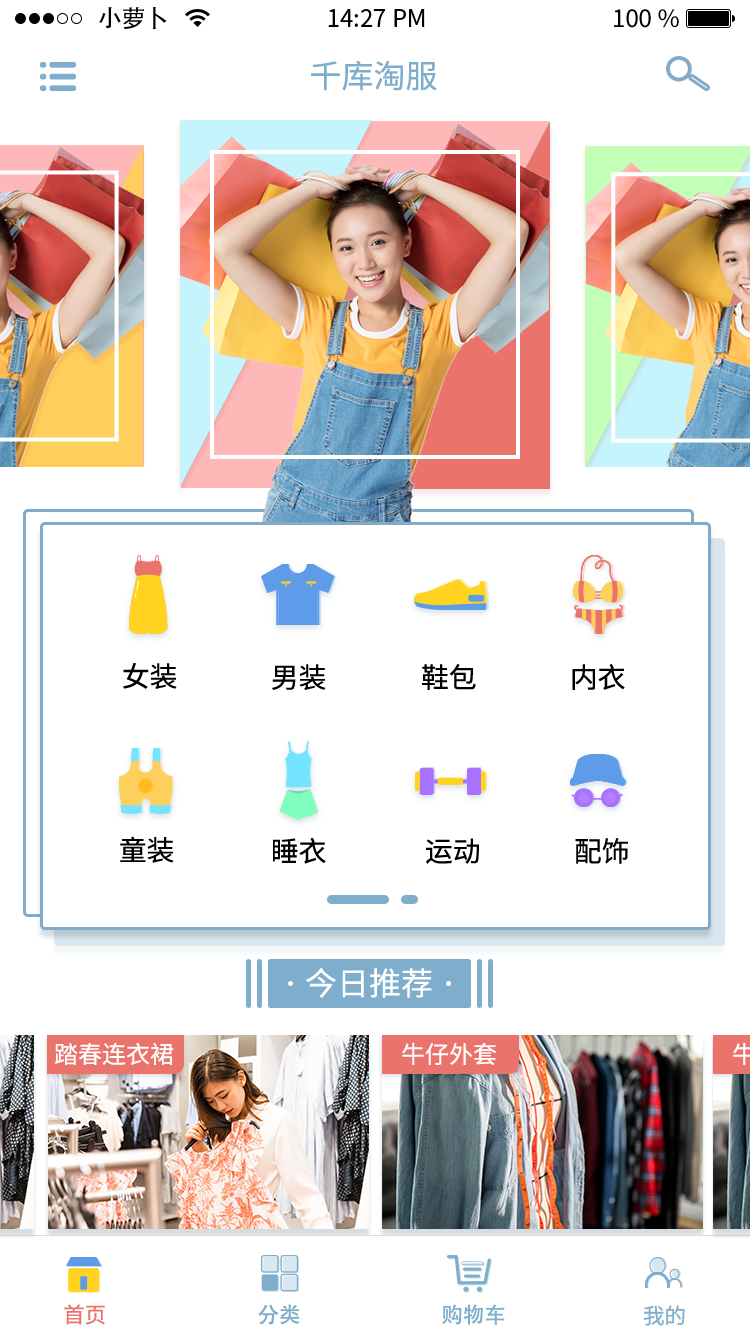 小萝卜 14:27 PM 100 %
千库淘服
女装 男装 鞋包 内衣
童装 睡衣 运动 配饰
· 今日推荐 ·
踏春连衣裙 牛仔外套 牛
首页 分类 购物车 我的